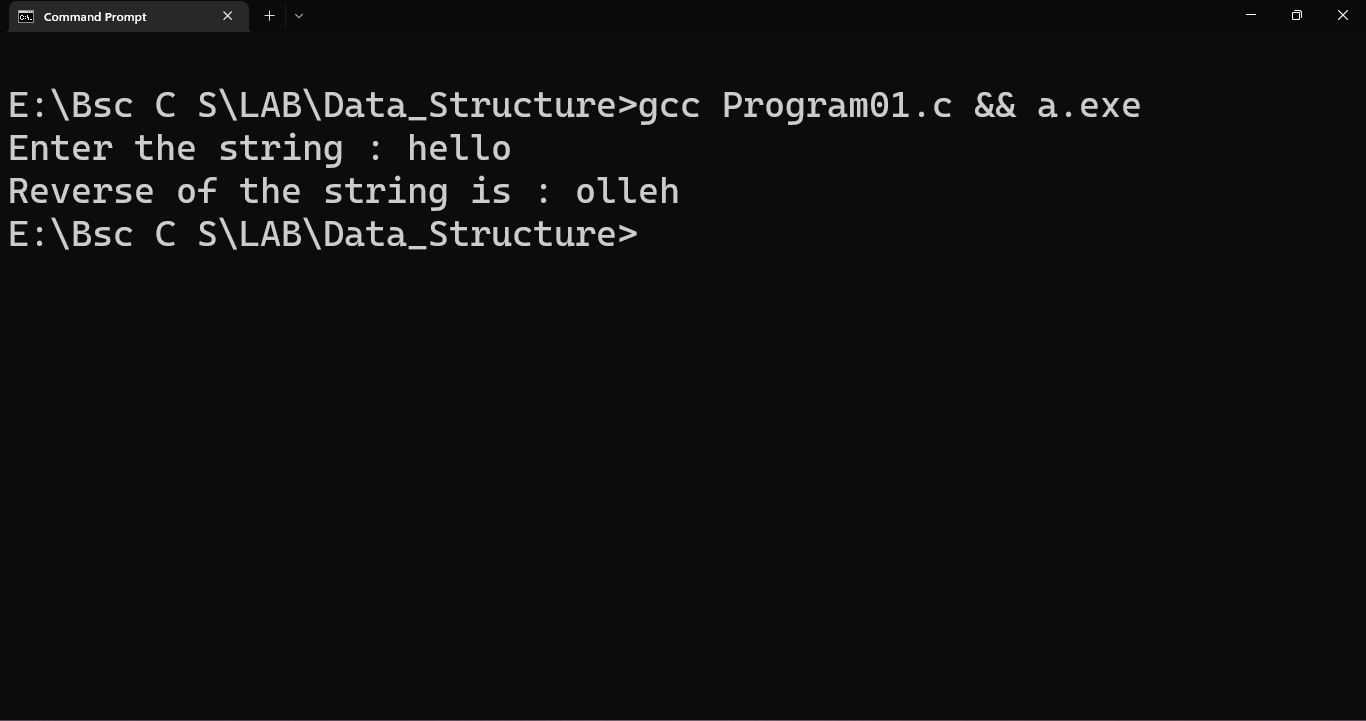 Command Prompt
E:\Bsc C S\LAB\Data_Structure>gcc Program01.c && a.exe
Enter the string : hello
Reverse of the string is : olleh
E:\Bsc C S\LAB\Data_Structure>